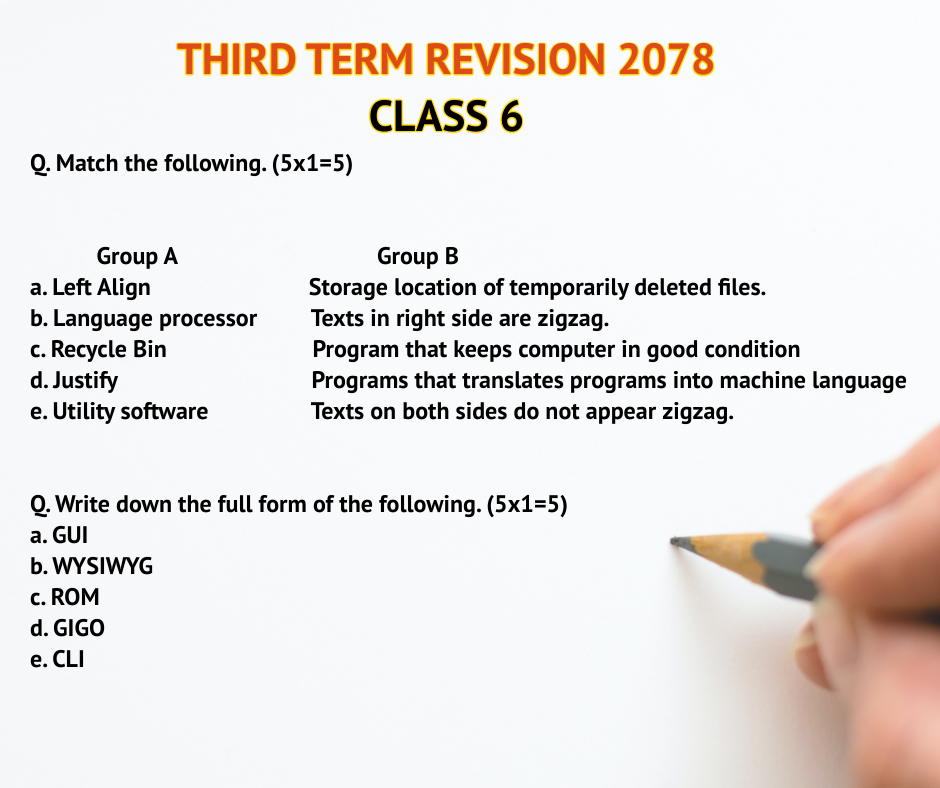 THIRD TERM REVISION 2078
CLASS 6
Q. Match the following. (5x1=5)
Group A Group B
a. Left Align Storage location of temporarily deleted files.
b. Language processor Texts in right side are zigzag.
c. Recycle Bin Program that keeps computer in good condition
d. Justify Programs that translates programs into machine language
e. Utility software Texts on both sides do not appear zigzag.
Q. Write down the full form of the following. (5x1=5)
a. GUI
b. WYSIWYG
c. ROM
d. GIGO
e. CLI